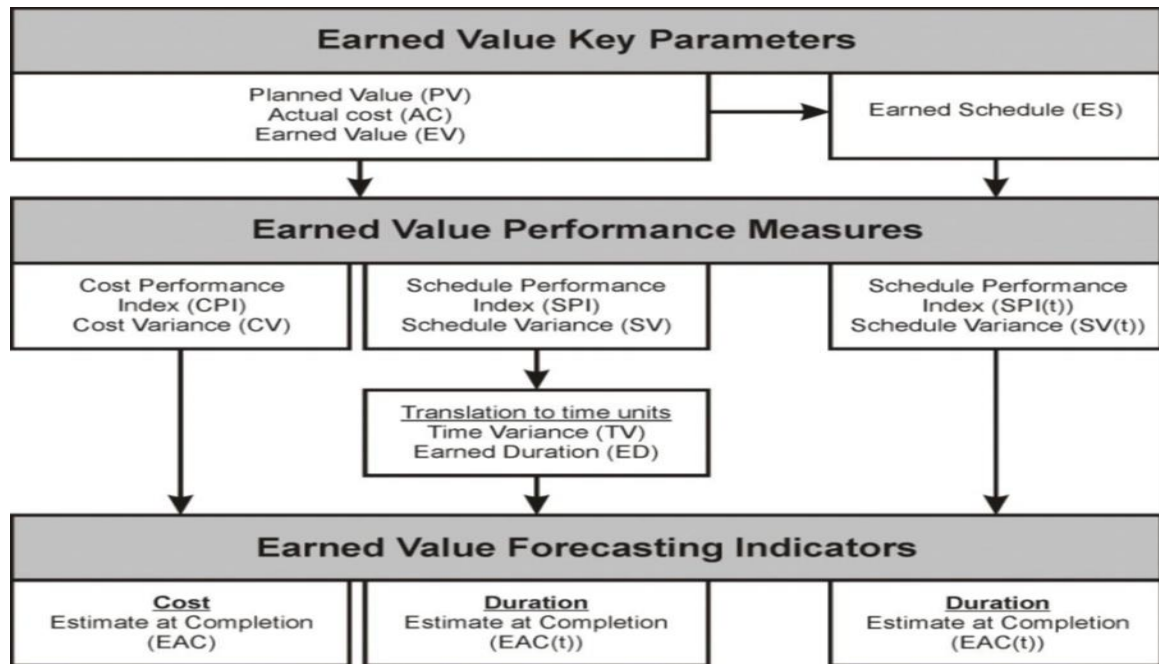 Earned Value Key Parameters
Planned Value (PV)
Actual cost (AC)
Earned Value (EV)
Earned Schedule (ES)
Earned Value Performance Measures
Cost Performance
Index (CPI)
Cost Variance (CV)
Schedule Performance
Index (SPI)
Schedule Variance (SV)
Schedule Performance
Index (SPI(t))
Schedule Variance (SV(t))
Translation to time units
Time Variance (TV)
Earned Duration (ED)
Earned Value Forecasting Indicators
Cost
Estimate at Completion
(EAC)
Duration
Estimate at Completion
(EAC(t))
Duration
Estimate at Completion
(EAC(t))